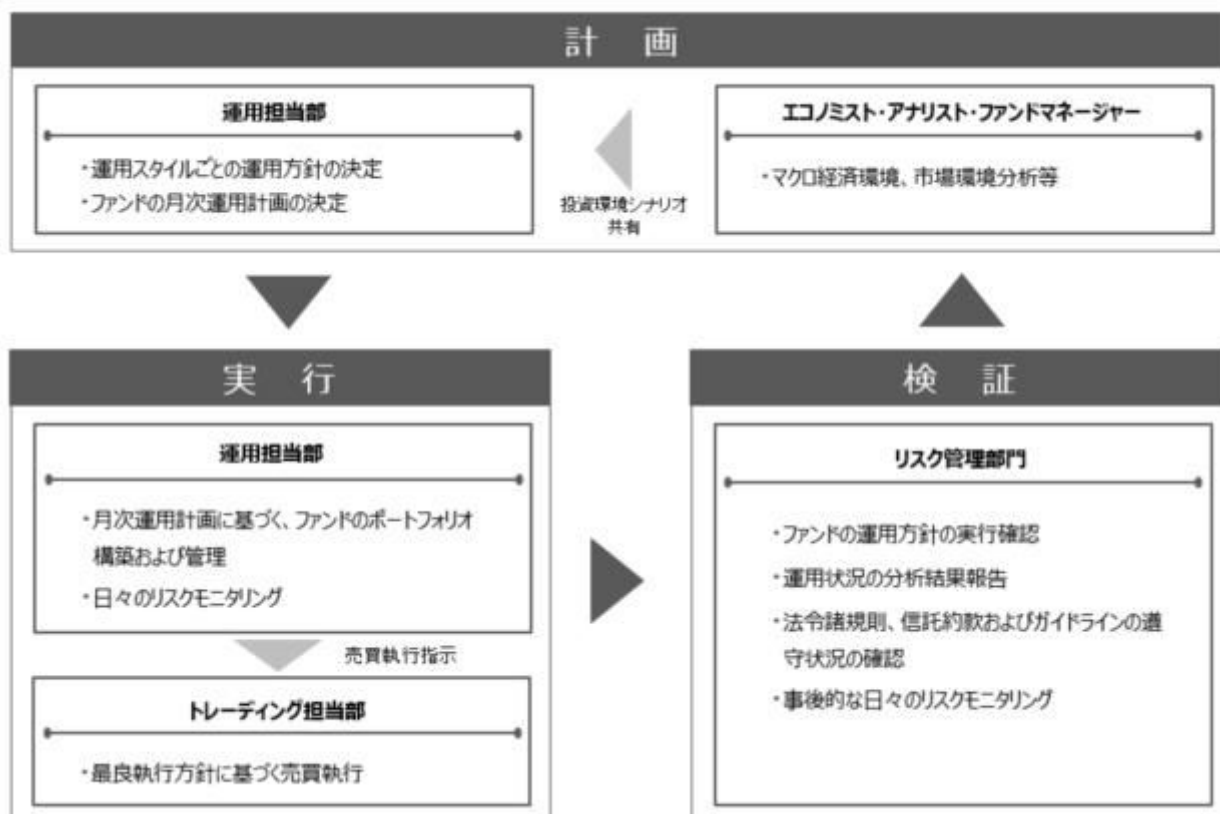 計 画
運用担当部
・運用スタイルごとの運用方針の決定
・ファンドの月次運用計画の決定
投資環境シナリオ
共有
エコノミスト・アナリスト・ファンドマネージャー
・マクロ経済環境、市場環境分析等
実 行
運用担当部
・月次運用計画に基づく、ファンドのポートフォリオ
構築および管理
・日々のリスクモニタリング
売買執行指示
トレーディング担当部
・最良執行方針に基づく売買執行
検 証
リスク管理部門
・ファンドの運用方針の実行確認
・運用状況の分析結果報告
・法令諸規則、信託約款およびガイドラインの遵
守状況の確認
・事後的な日々のリスクモニタリング